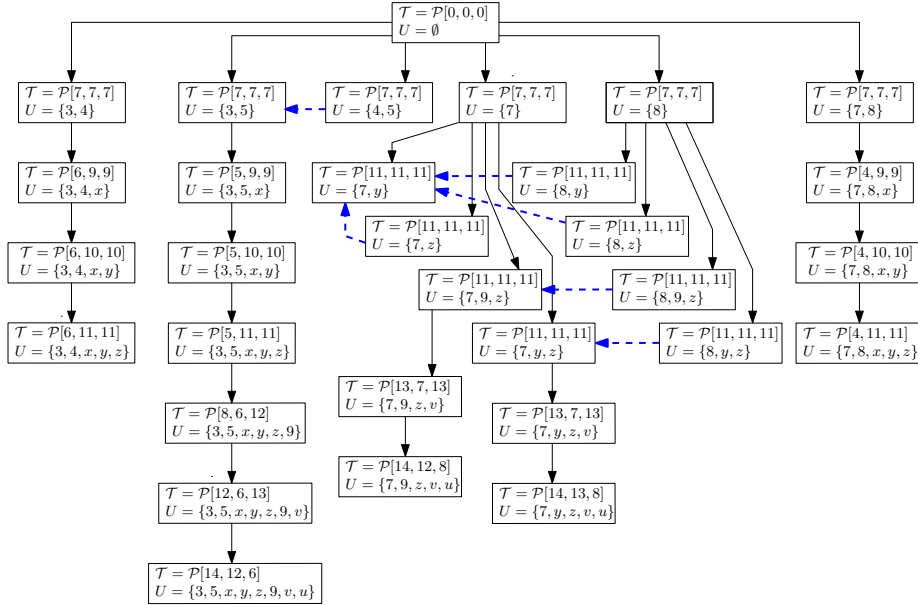 𝒯 = 𝒫[0, 0, 0]
U = ∅
𝒯 = 𝒫[7, 7, 7]
U = {3, 4}
𝒯 = 𝒫[7, 7, 7]
U = {3, 5}
𝒯 = 𝒫[7, 7, 7]
U = {4, 5}
𝒯 = 𝒫[7, 7, 7]
U = {7}
𝒯 = 𝒫[7, 7, 7]
U = {8}
𝒯 = 𝒫[7, 7, 7]
U = {7, 8}
𝒯 = 𝒫[6, 9, 9]
U = {3, 4, x}
𝒯 = 𝒫[5, 9, 9]
U = {3, 5, x}
𝒯 = 𝒫[11, 11, 11]
U = {7, y}
𝒯 = 𝒫[11, 11, 11]
U = {8, y}
𝒯 = 𝒫[4, 9, 9]
U = {7, 8, x}
𝒯 = 𝒫[11, 11, 11]
U = {7, z}
𝒯 = 𝒫[11, 11, 11]
U = {8, z}
𝒯 = 𝒫[6, 10, 10]
U = {3, 4, x, y}
𝒯 = 𝒫[5, 10, 10]
U = {3, 5, x, y}
𝒯 = 𝒫[4, 10, 10]
U = {7, 8, x, y}
𝒯 = 𝒫[11, 11, 11]
U = {7, 9, z}
𝒯 = 𝒫[11, 11, 11]
U = {8, 9, z}
𝒯 = 𝒫[6, 11, 11]
U = {3, 4, x, y, z}
𝒯 = 𝒫[5, 11, 11]
U = {3, 5, x, y, z}
𝒯 = 𝒫[11, 11, 11]
U = {7, y, z}
𝒯 = 𝒫[11, 11, 11]
U = {8, y, z}
𝒯 = 𝒫[4, 11, 11]
U = {7, 8, x, y, z}
𝒯 = 𝒫[13, 7, 13]
U = {7, 9, z, v}
𝒯 = 𝒫[8, 6, 12]
U = {3, 5, x, y, z, 9}
𝒯 = 𝒫[13, 7, 13]
U = {7, y, z, v}
𝒯 = 𝒫[14, 12, 8]
U = {7, 9, z, v, u}
𝒯 = 𝒫[12, 6, 13]
U = {3, 5, x, y, z, 9, v}
𝒯 = 𝒫[14, 13, 8]
U = {7, y, z, v, u}
𝒯 = 𝒫[14, 12, 6]
U = {3, 5, x, y, z, 9, v, u}